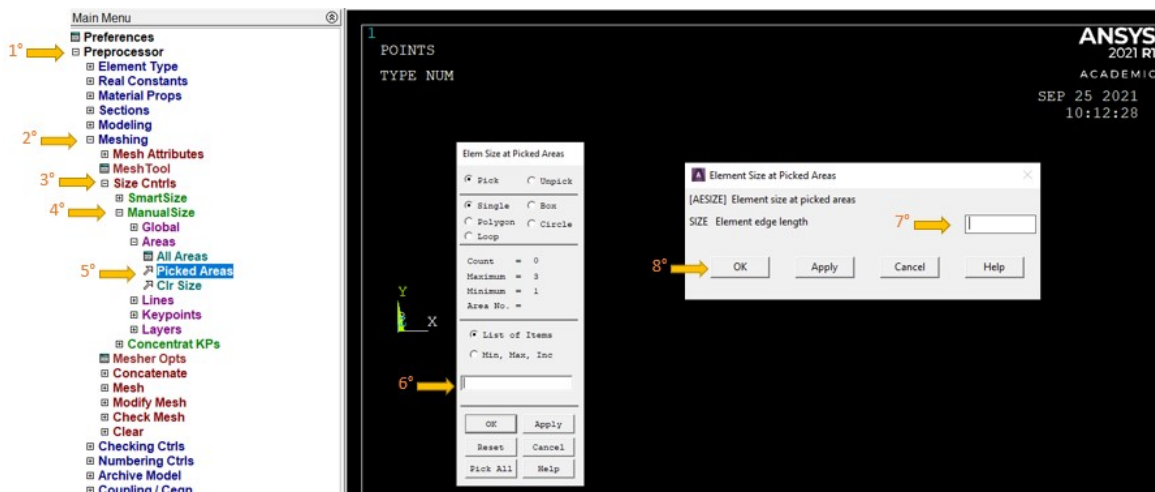 Main Menu
Preferences
1°
Preprocessor
Element Type
Real Constants
Material Props
Sections
Modeling
2°
Meshing
Mesh Attributes
MeshTool
3°
Size Cntrls
SmartSize
4°
ManualSize
Global
Areas
All Areas
5°
Picked Areas
Clr Size
Lines
Keypoints
Layers
Concentrat KPs
Mesher Opts
Concatenate
Mesh
Modify Mesh
Check Mesh
Clear
Checking Ctrls
Numbering Ctrls
Archive Model
Coupling / Ceqn
1
POINTS
TYPE NUM
ANSYS
2021 R1
ACADEMIC
SEP 25 2021
10:12:28
Y
X
Elem Size at Picked Areas
Pick Unpick
Single Box
Polygon Circle
Loop
Count = 0
Maximum = 3
Minimum = 1
Area No. =
List of Items
Min, Max, Inc
6°
OK Apply
Reset Cancel
Pick All Help
Element Size at Picked Areas
[AESIZE] Element size at picked areas
SIZE Element edge length 7°
8° OK Apply Cancel Help